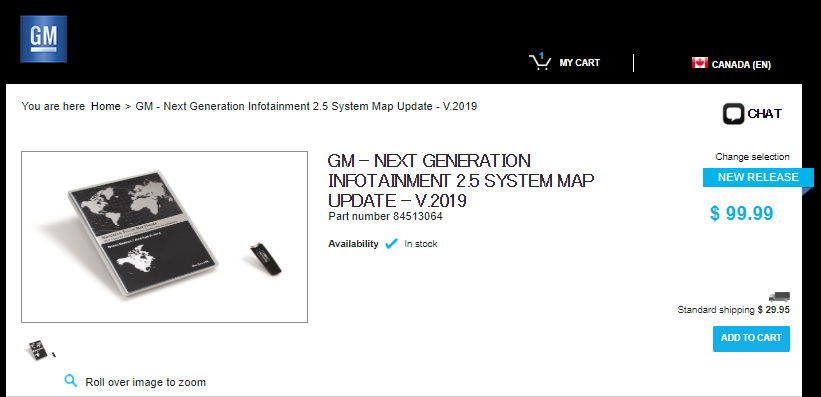 GM
1
MY CART
CANADA (EN)
You are here Home > GM - Next Generation Infotainment 2.5 System Map Update - V.2019
CHAT
GM – NEXT GENERATION
INFOTAINMENT 2.5 SYSTEM MAP
UPDATE – V.2019
Part number 84513064
Availability In stock
Change selection
NEW RELEASE
$ 99.99
Standard shipping $ 29.95
ADD TO CART
Roll over image to zoom